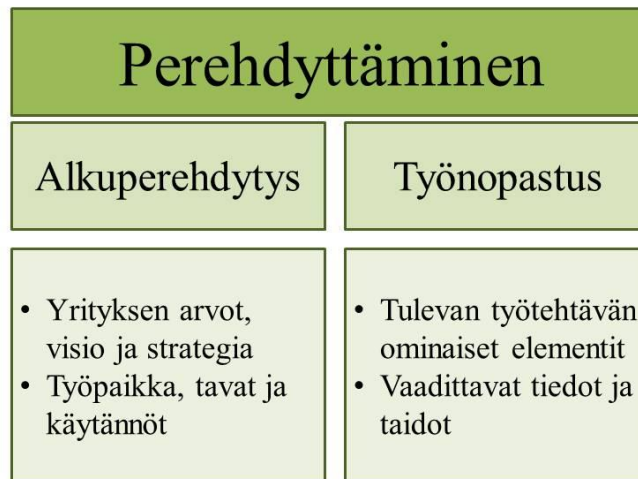 Perehdyttäminen
Alkuperehdytys
Työnopastus
• Yrityksen arvot,
visio ja strategia
• Työpaikka, tavat ja
käytännöt
• Tulevan työtehtävän
ominaiset elementit
• Vaadittavat tiedot ja
taidot